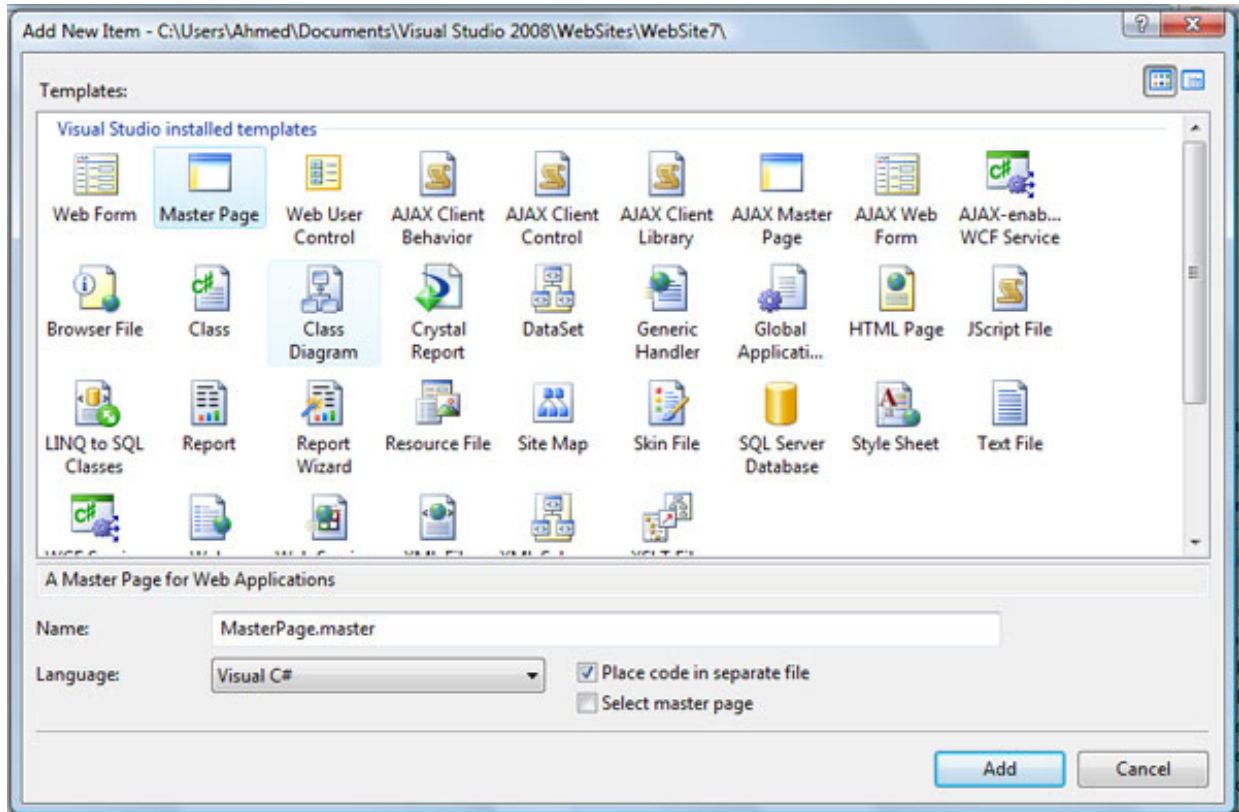 Add New Item - C:\Users\Ahmed\Documents\Visual Studio 2008\WebSites\WebSite7\
Templates:
Visual Studio installed templates
Web Form
Master Page
Web User
Control
AJAX Client
Behavior
AJAX Client
Control
AJAX Client
Library
AJAX Master
Page
AJAX Web
Form
AJAX-enab...
WCF Service
Browser File
Class
Class
Diagram
Crystal
Report
DataSet
Generic
Handler
Global
Applicati...
HTML Page
JScript File
LINQ to SQL
Classes
Report
Report
Wizard
Resource File
Site Map
Skin File
SQL Server
Database
Style Sheet
Text File
A Master Page for Web Applications
Name:
MasterPage.master
Language:
Visual C#
Place code in separate file
Select master page
Add
Cancel